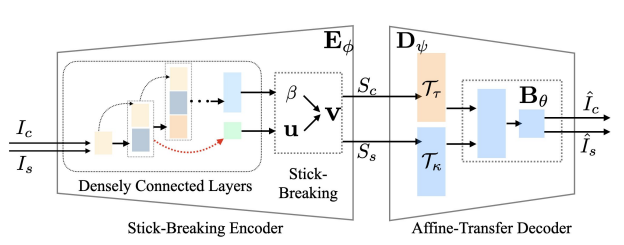 E_ϕ
D_ψ
I_c
I_s
Densely Connected Layers
β
u
v
Stick-
Breaking
S_c
S_s
𝒯_τ
𝒯_κ
B_θ
Î_c
Î_s
Stick-Breaking Encoder
Affine-Transfer Decoder